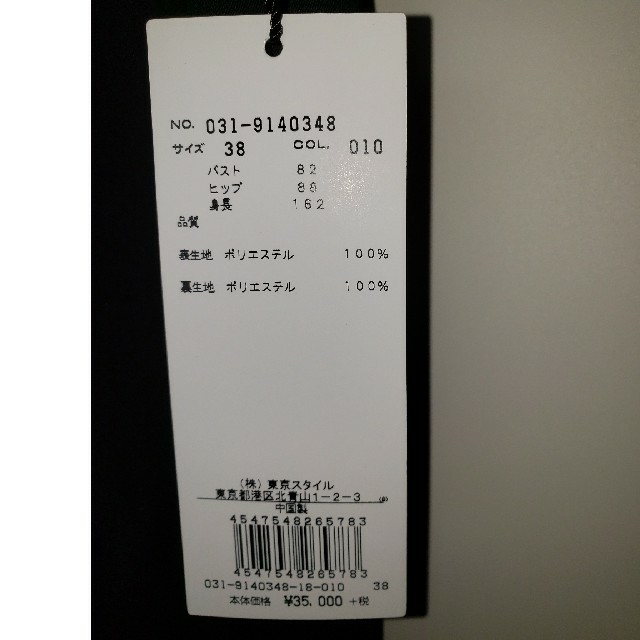 NO. 031-9140348
サイズ 38 COL. 010
バスト 82
ヒップ 88
身長 162
品質
表生地 ポリエステル 100%
裏生地 ポリエステル 100%
(株)東京スタイル
東京都港区北青山1-2-3
中国製
4547548265783
4547548265783
031-9140348-18-010 38
本体価格 ¥35,000 +税